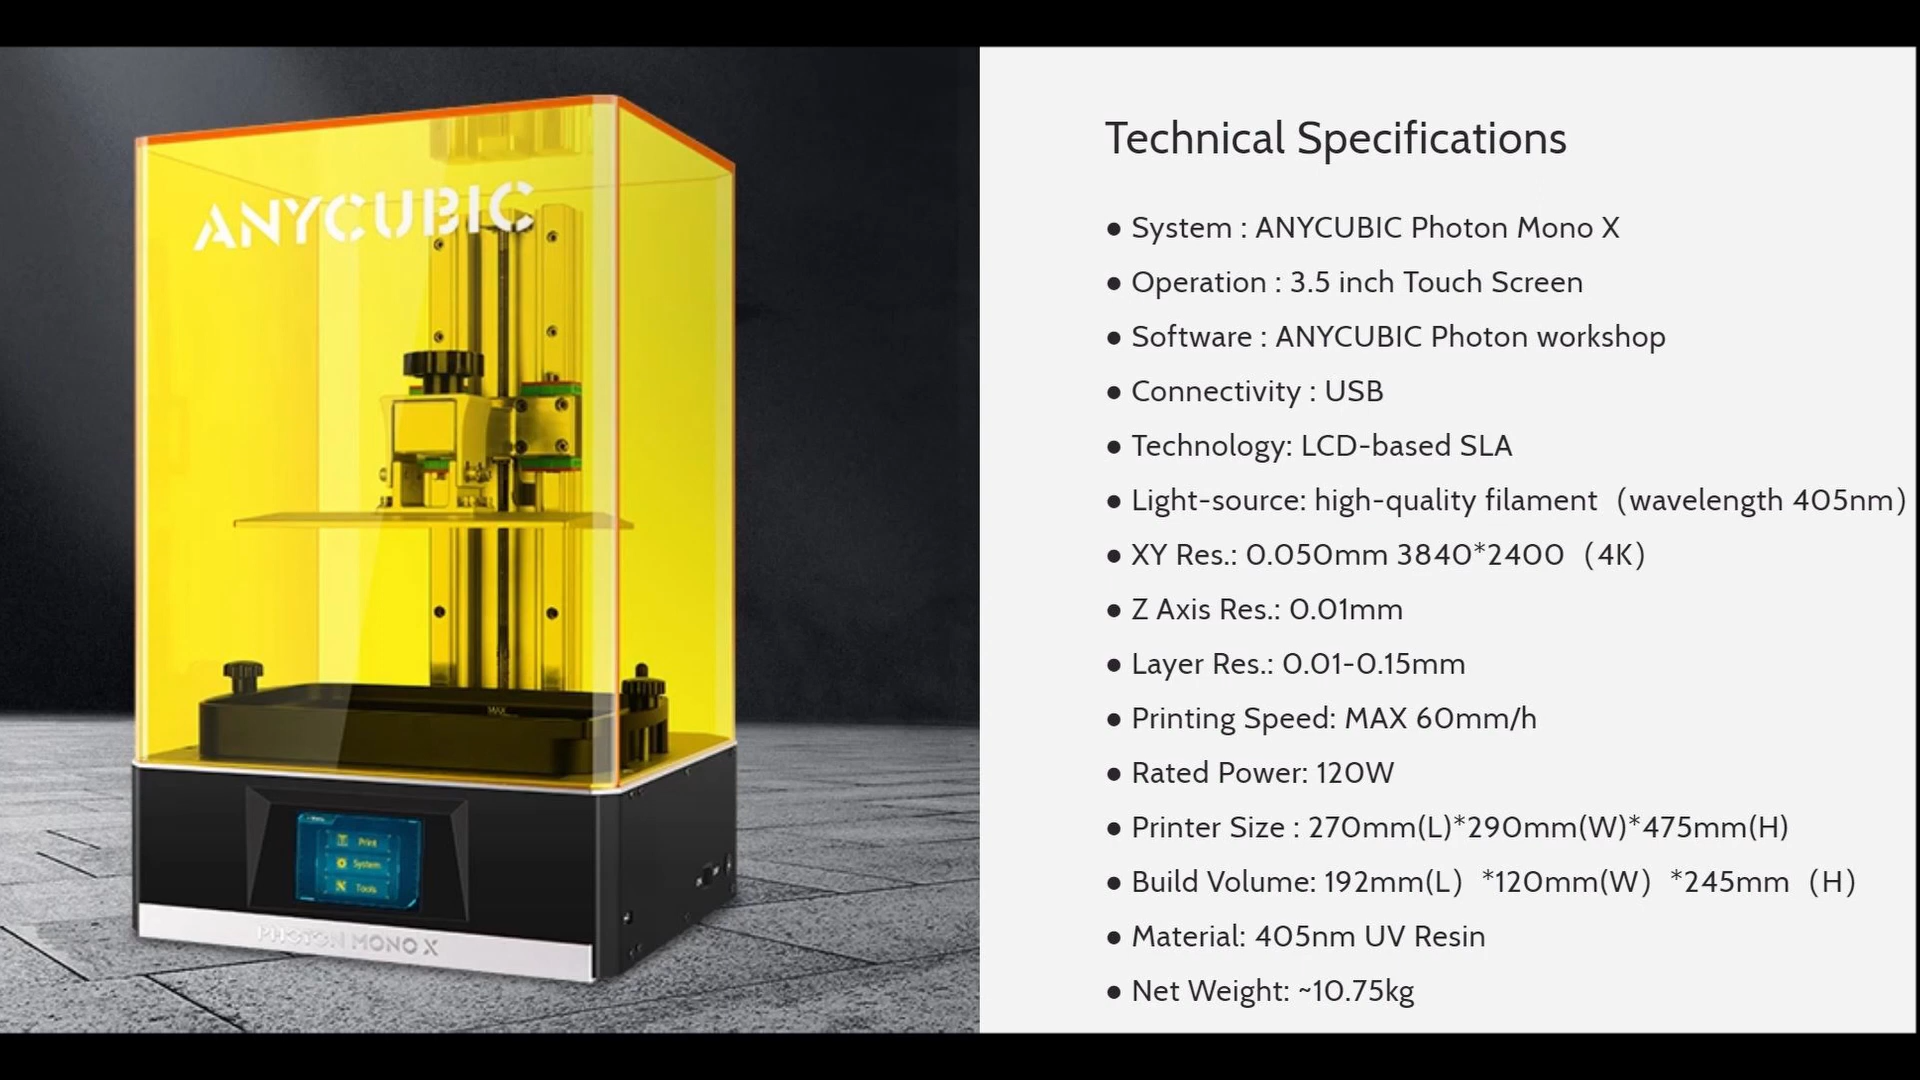 ANYCUBIC
MAX
Print
System
Tools
PHOTON MONO X
Technical Specifications
● System : ANYCUBIC Photon Mono X
● Operation : 3.5 inch Touch Screen
● Software : ANYCUBIC Photon workshop
● Connectivity : USB
● Technology: LCD-based SLA
● Light-source: high-quality filament（wavelength 405nm）
● XY Res.: 0.050mm 3840*2400（4K）
● Z Axis Res.: 0.01mm
● Layer Res.: 0.01-0.15mm
● Printing Speed: MAX 60mm/h
● Rated Power: 120W
● Printer Size : 270mm(L)*290mm(W)*475mm(H)
● Build Volume: 192mm(L）*120mm(W）*245mm（H）
● Material: 405nm UV Resin
● Net Weight: ~10.75kg